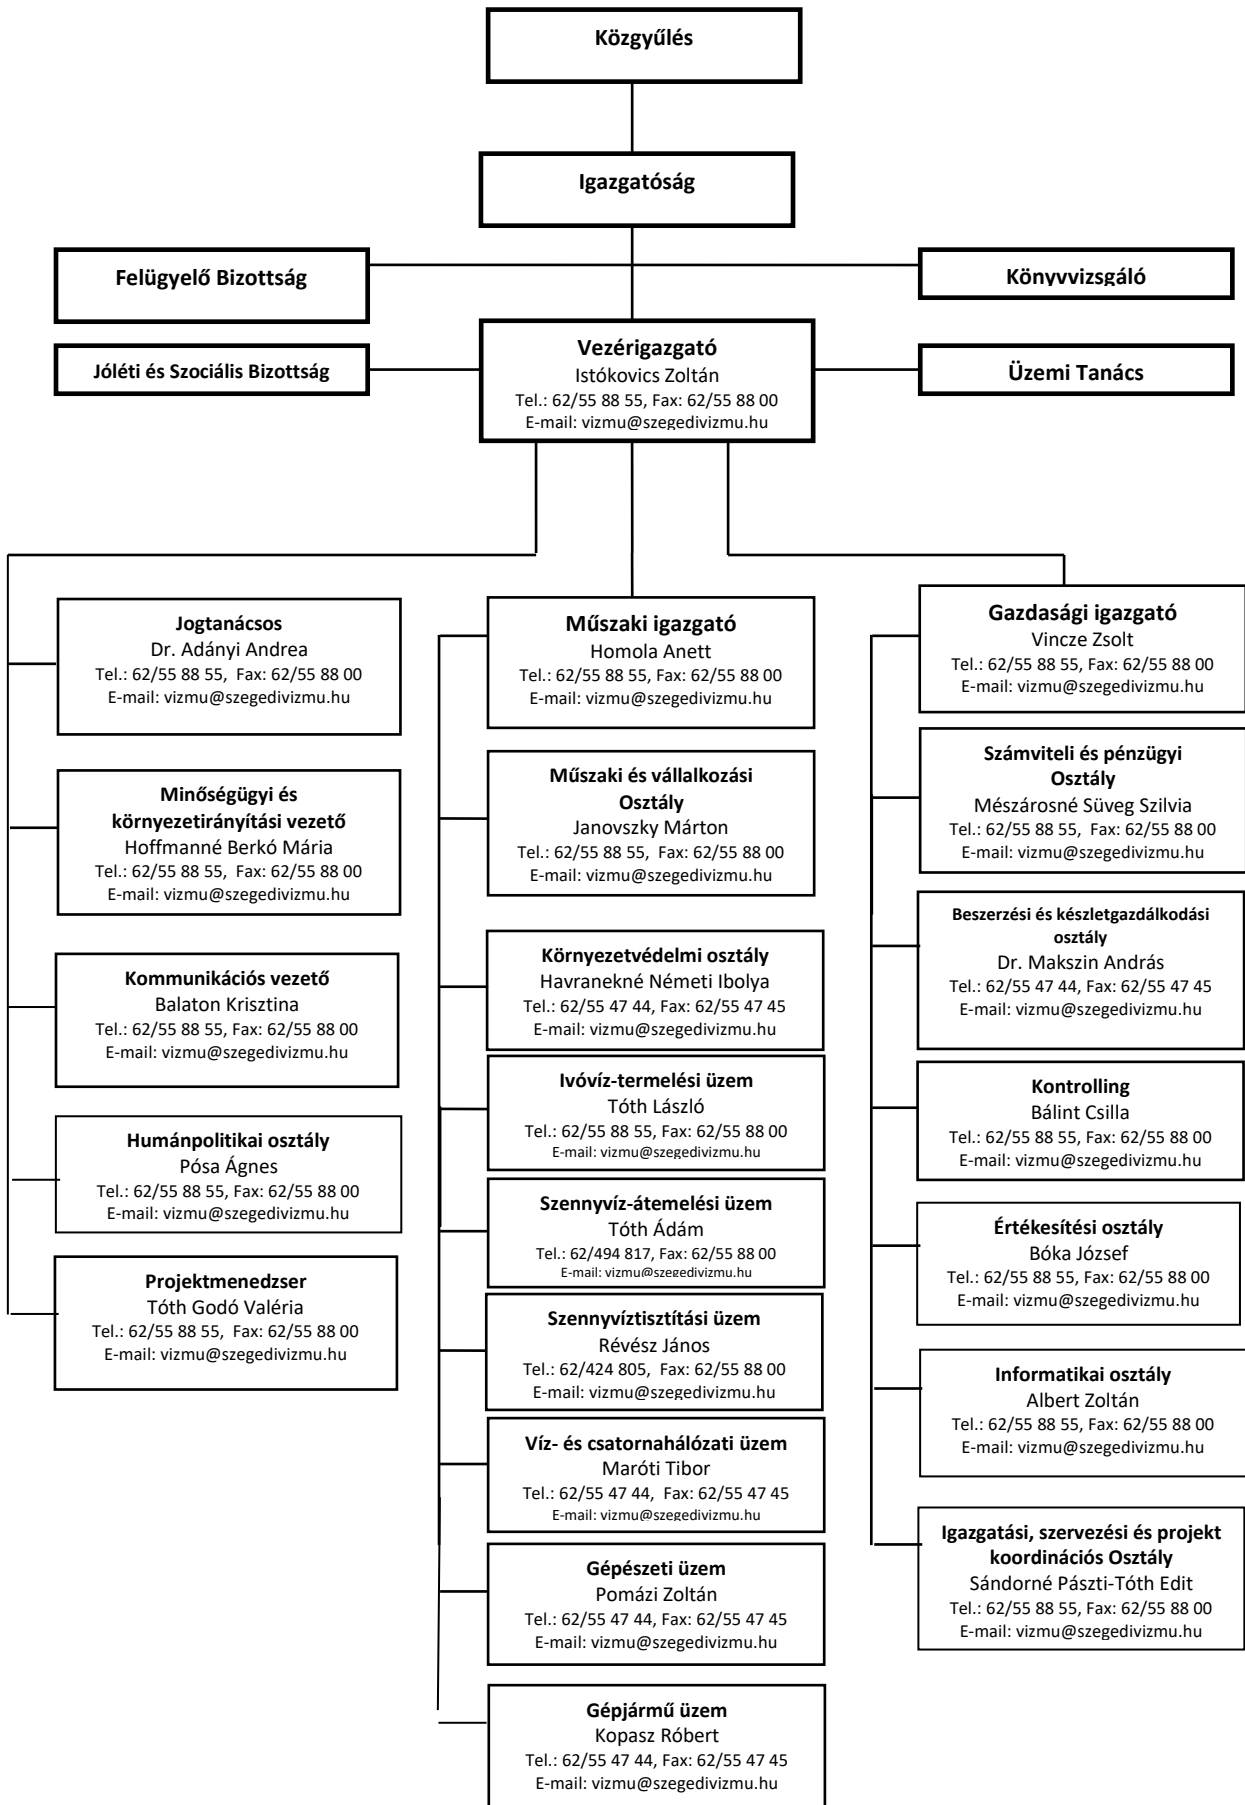 Közgyűlés
Igazgatóság
Felügyelő Bizottság
Könyvvizsgáló
Jóléti és Szociális Bizottság
Vezérigazgató
Istókovics Zoltán
Tel.: 62/55 88 55, Fax: 62/55 88 00
E-mail: vizmu@szegedivizmu.hu
Üzemi Tanács
Jogtanácsos
Dr. Adányi Andrea
Tel.: 62/55 88 55, Fax: 62/55 88 00
E-mail: vizmu@szegedivizmu.hu
Minőségügyi és
környezetirányítási vezető
Hoffmanné Berkó Mária
Tel.: 62/55 88 55, Fax: 62/55 88 00
E-mail: vizmu@szegedivizmu.hu
Kommunikációs vezető
Balaton Krisztina
Tel.: 62/55 88 55, Fax: 62/55 88 00
E-mail: vizmu@szegedivizmu.hu
Humánpolitikai osztály
Pósa Ágnes
Tel.: 62/55 88 55, Fax: 62/55 88 00
E-mail: vizmu@szegedivizmu.hu
Projektmenedzser
Tóth Godó Valéria
Tel.: 62/55 88 55, Fax: 62/55 88 00
E-mail: vizmu@szegedivizmu.hu
Műszaki igazgató
Homola Anett
Tel.: 62/55 88 55, Fax: 62/55 88 00
E-mail: vizmu@szegedivizmu.hu
Műszaki és vállalkozási
Osztály
Janovszky Márton
Tel.: 62/55 88 55, Fax: 62/55 88 00
E-mail: vizmu@szegedivizmu.hu
Környezetvédelmi osztály
Havranekné Németi Ibolya
Tel.: 62/55 47 44, Fax: 62/55 47 45
E-mail: vizmu@szegedivizmu.hu
Ivóvíz-termelési üzem
Tóth László
Tel.: 62/55 88 55, Fax: 62/55 88 00
E-mail: vizmu@szegedivizmu.hu
Szennyvíz-átemelési üzem
Tóth Ádám
Tel.: 62/494 817, Fax: 62/55 88 00
E-mail: vizmu@szegedivizmu.hu
Szennyvíztisztítási üzem
Révész János
Tel.: 62/424 805, Fax: 62/55 88 00
E-mail: vizmu@szegedivizmu.hu
Víz- és csatornahálózati üzem
Maróti Tibor
Tel.: 62/55 47 44, Fax: 62/55 47 45
E-mail: vizmu@szegedivizmu.hu
Gépészeti üzem
Pomázi Zoltán
Tel.: 62/55 47 44, Fax: 62/55 47 45
E-mail: vizmu@szegedivizmu.hu
Gépjármű üzem
Kopasz Róbert
Tel.: 62/55 47 44, Fax: 62/55 47 45
E-mail: vizmu@szegedivizmu.hu
Gazdasági igazgató
Vincze Zsolt
Tel.: 62/55 88 55, Fax: 62/55 88 00
E-mail: vizmu@szegedivizmu.hu
Számviteli és pénzügyi
Osztály
Mészárosné Süveg Szilvia
Tel.: 62/55 88 55, Fax: 62/55 88 00
E-mail: vizmu@szegedivizmu.hu
Beszerzési és készletgazdálkodási
osztály
Dr. Makszin András
Tel.: 62/55 47 44, Fax: 62/55 47 45
E-mail: vizmu@szegedivizmu.hu
Kontrolling
Bálint Csilla
Tel.: 62/55 88 55, Fax: 62/55 88 00
E-mail: vizmu@szegedivizmu.hu
Értékesítési osztály
Bóka József
Tel.: 62/55 88 55, Fax: 62/55 88 00
E-mail: vizmu@szegedivizmu.hu
Informatikai osztály
Albert Zoltán
Tel.: 62/55 88 55, Fax: 62/55 88 00
E-mail: vizmu@szegedivizmu.hu
Igazgatási, szervezési és projekt
koordinációs Osztály
Sándorné Pászti-Tóth Edit
Tel.: 62/55 88 55, Fax: 62/55 88 00
E-mail: vizmu@szegedivizmu.hu